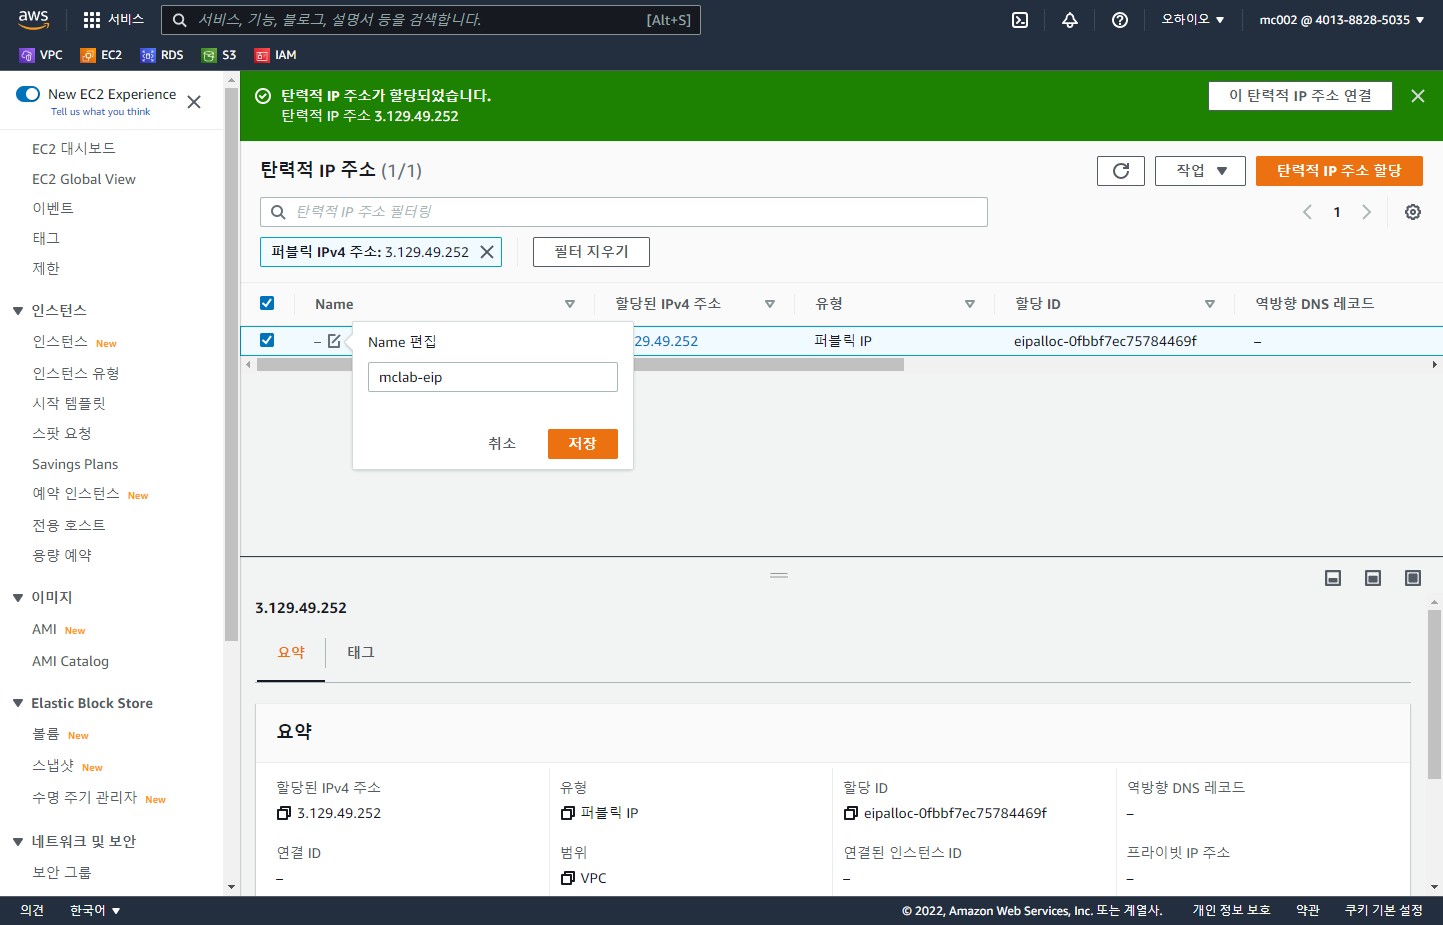 aws
서비스
서비스, 기능, 블로그, 설명서 등을 검색합니다.
[Alt+S]
오하이오 ▼
mc002 @ 4013-8828-5035 ▼
VPC
EC2
RDS
S3
IAM
New EC2 Experience
Tell us what you think
EC2 대시보드
EC2 Global View
이벤트
태그
제한
▼ 인스턴스
인스턴스 New
인스턴스 유형
시작 템플릿
스팟 요청
Savings Plans
예약 인스턴스 New
전용 호스트
용량 예약
▼ 이미지
AMI New
AMI Catalog
▼ Elastic Block Store
볼륨 New
스냅샷 New
수명 주기 관리자 New
▼ 네트워크 및 보안
보안 그룹
탄력적 IP 주소가 할당되었습니다.
탄력적 IP 주소 3.129.49.252
이 탄력적 IP 주소 연결
탄력적 IP 주소 (1/1)
작업 ▼
탄력적 IP 주소 할당
탄력적 IP 주소 필터링
1
퍼블릭 IPv4 주소: 3.129.49.252
필터 지우기
Name
할당된 IPv4 주소
유형
할당 ID
역방향 DNS 레코드
–
29.49.252
퍼블릭 IP
eipalloc-0fbbf7ec75784469f
–
Name 편집
mclab-eip
취소
저장
3.129.49.252
요약
태그
요약
할당된 IPv4 주소
3.129.49.252
유형
퍼블릭 IP
할당 ID
eipalloc-0fbbf7ec75784469f
역방향 DNS 레코드
–
연결 ID
–
범위
VPC
연결된 인스턴스 ID
–
프라이빗 IP 주소
–
의견
한국어 ▼
© 2022, Amazon Web Services, Inc. 또는 계열사.
개인 정보 보호
약관
쿠키 기본 설정